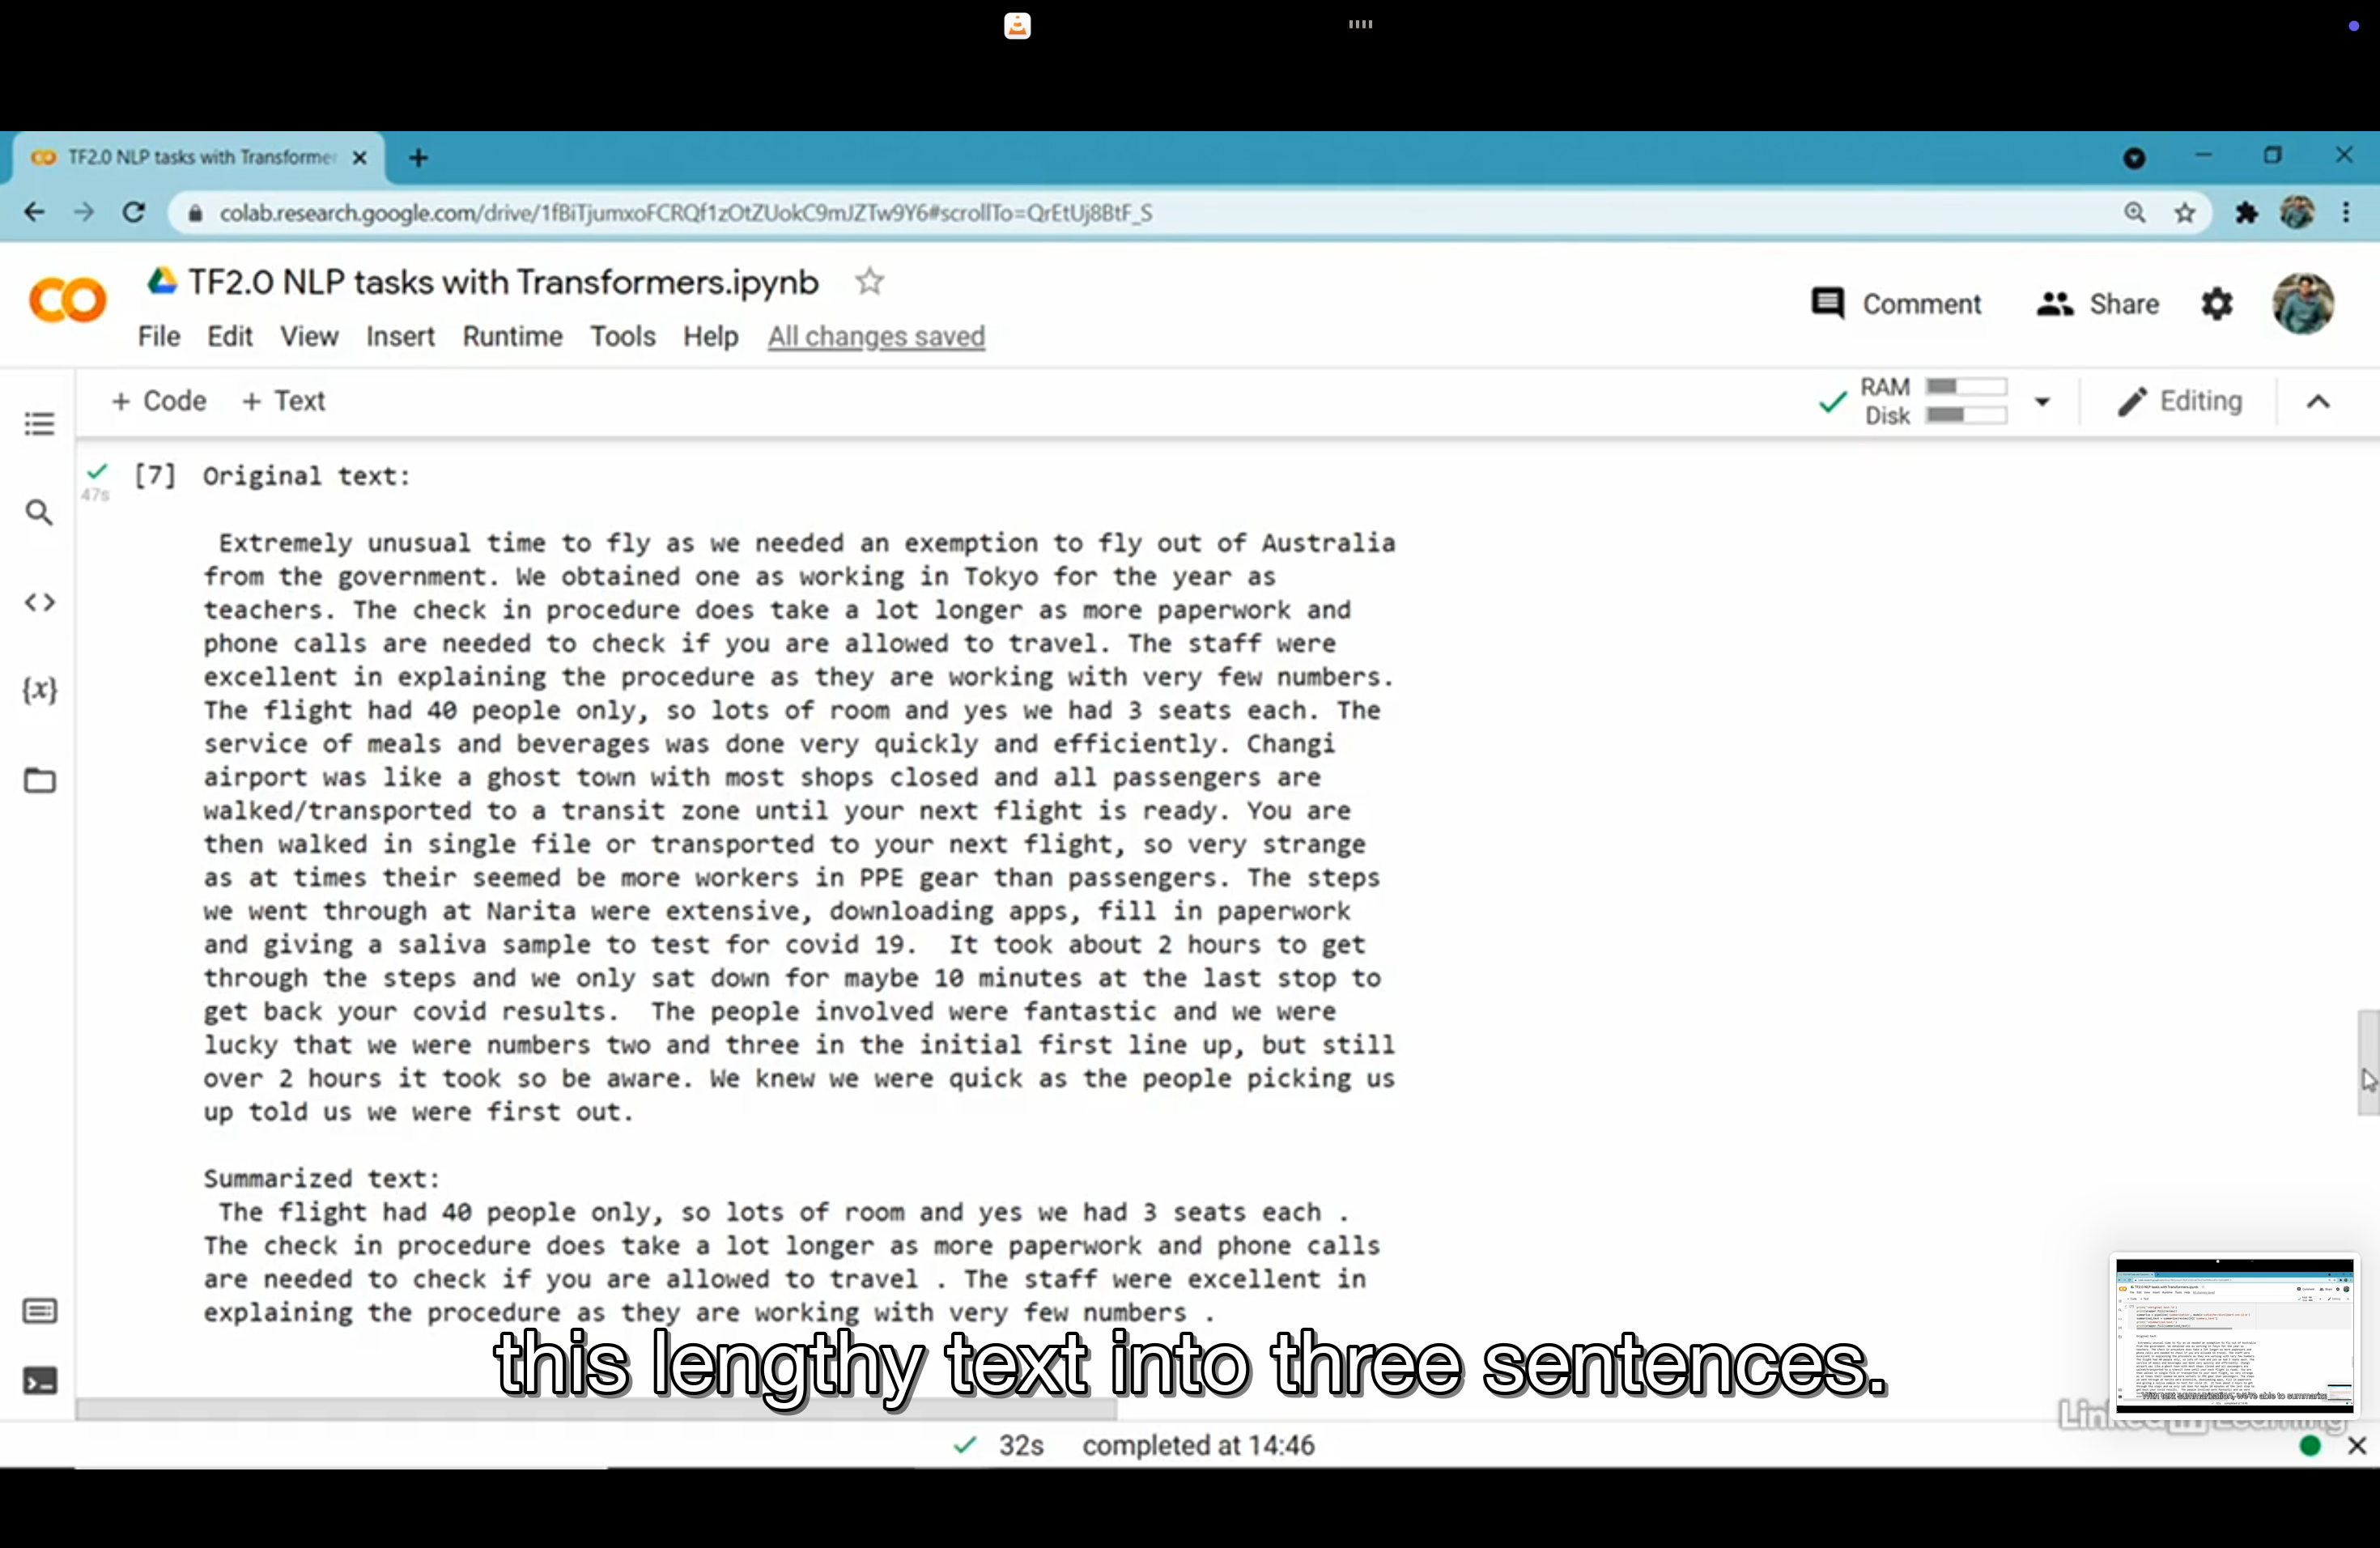 TF2.0 NLP tasks with Transformer
colab.research.google.com/drive/1fBiTjumxoFCRQf1zOtZUokC9mJZTw9Y6#scrollTo=QrEtUj8BtF_S
TF2.0 NLP tasks with Transformers.ipynb
Comment Share
File Edit View Insert Runtime Tools Help All changes saved
+ Code + Text
RAM
Disk
Editing
[7] Original text:
47s
Extremely unusual time to fly as we needed an exemption to fly out of Australia
from the government. We obtained one as working in Tokyo for the year as
teachers. The check in procedure does take a lot longer as more paperwork and
phone calls are needed to check if you are allowed to travel. The staff were
excellent in explaining the procedure as they are working with very few numbers.
The flight had 40 people only, so lots of room and yes we had 3 seats each. The
service of meals and beverages was done very quickly and efficiently. Changi
airport was like a ghost town with most shops closed and all passengers are
walked/transported to a transit zone until your next flight is ready. You are
then walked in single file or transported to your next flight, so very strange
as at times their seemed be more workers in PPE gear than passengers. The steps
we went through at Narita were extensive, downloading apps, fill in paperwork
and giving a saliva sample to test for covid 19.  It took about 2 hours to get
through the steps and we only sat down for maybe 10 minutes at the last stop to
get back your covid results.  The people involved were fantastic and we were
lucky that we were numbers two and three in the initial first line up, but still
over 2 hours it took so be aware. We knew we were quick as the people picking us
up told us we were first out.
Summarized text:
The flight had 40 people only, so lots of room and yes we had 3 seats each .
The check in procedure does take a lot longer as more paperwork and phone calls
are needed to check if you are allowed to travel . The staff were excellent in
explaining the procedure as they are working with very few numbers .
this lengthy text into three sentences.
32s completed at 14:46